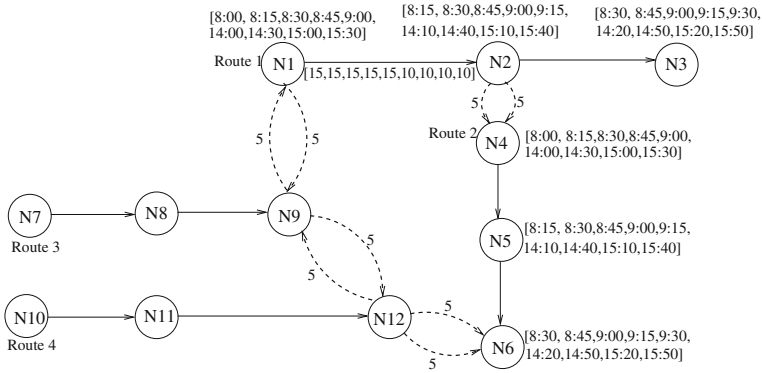 [8:00, 8:15,8:30,8:45,9:00,
14:00,14:30,15:00,15:30]
[8:15, 8:30,8:45,9:00,9:15,
14:10,14:40,15:10,15:40]
[8:30, 8:45,9:00,9:15,9:30,
14:20,14:50,15:20,15:50]
Route 1
N1
[15,15,15,15,15,10,10,10,10]
N2
N3
5
5
5
5
Route 2
N4
[8:00, 8:15,8:30,8:45,9:00,
14:00,14:30,15:00,15:30]
N7
Route 3
N8
N9
5
5
N5
[8:15, 8:30,8:45,9:00,9:15,
14:10,14:40,15:10,15:40]
N10
Route 4
N11
N12
5
5
N6
[8:30, 8:45,9:00,9:15,9:30,
14:20,14:50,15:20,15:50]